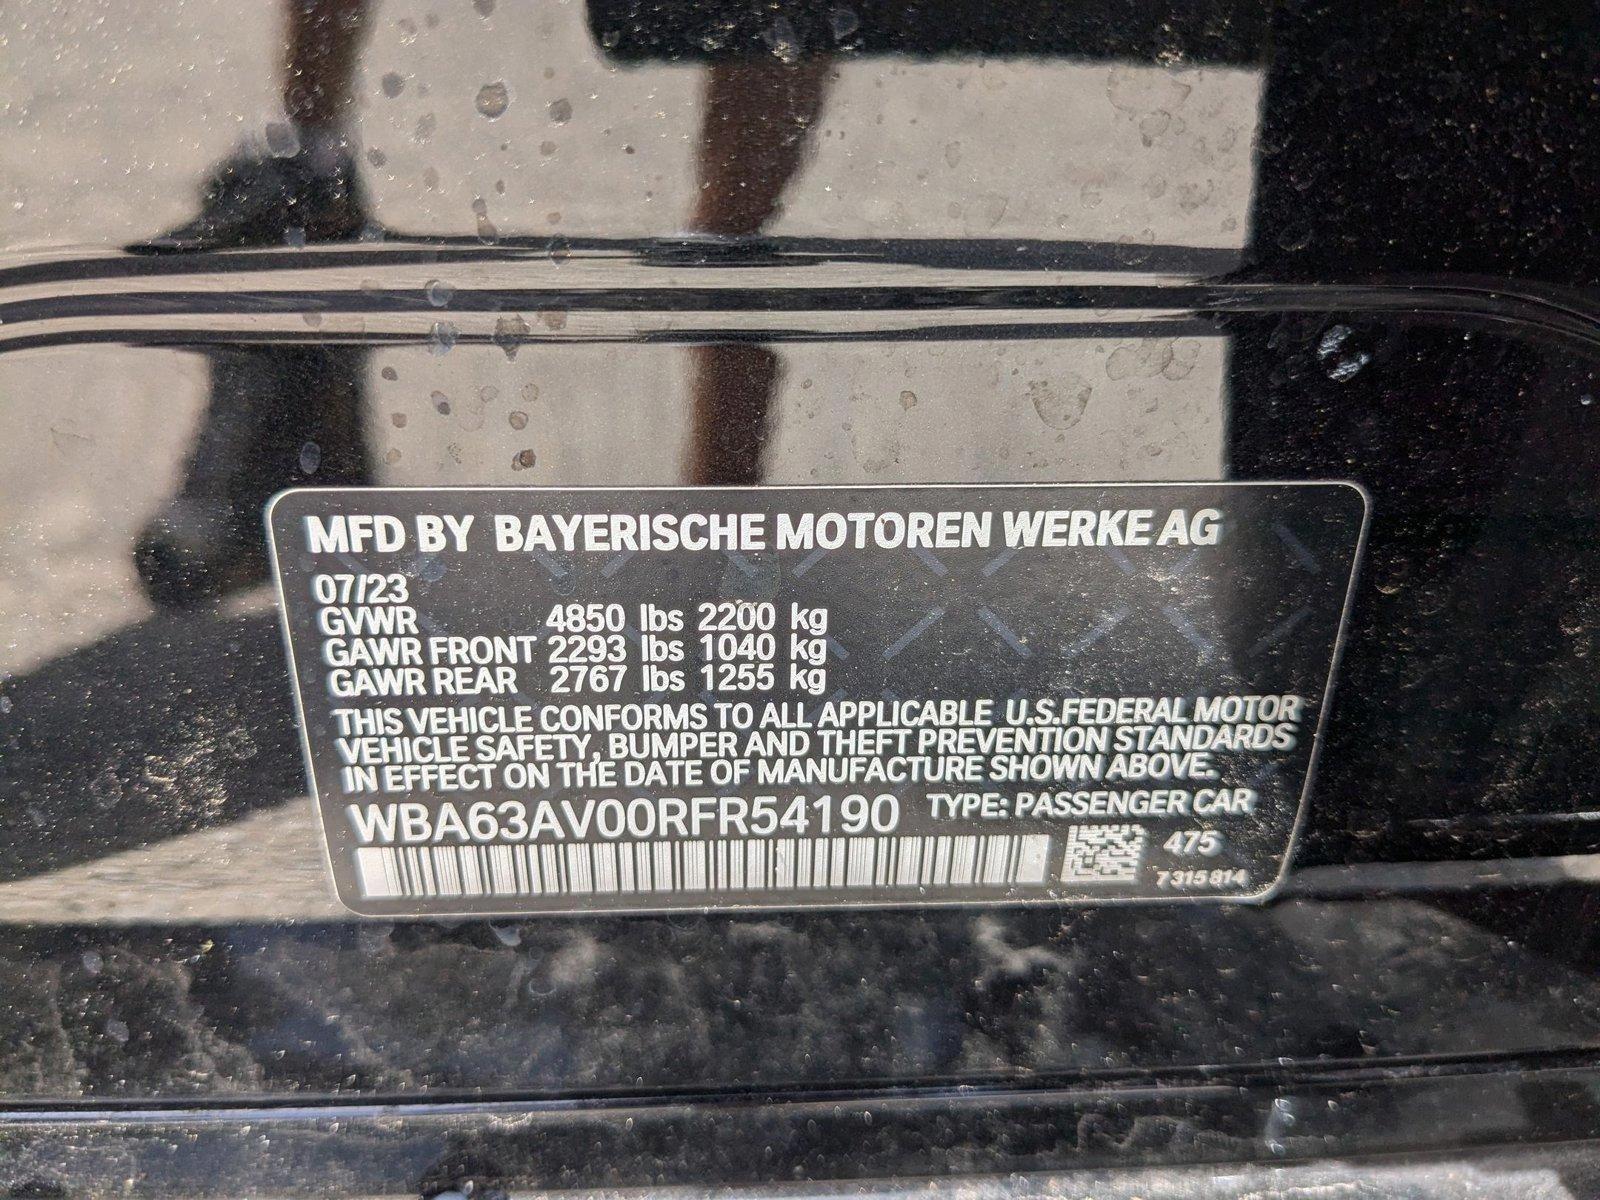 MFD BY BAYERISCHE MOTOREN WERKE AG
07/23
GVWR 4850 lbs 2200 kg
GAWR FRONT 2293 lbs 1040 kg
GAWR REAR 2767 lbs 1255 kg
THIS VEHICLE CONFORMS TO ALL APPLICABLE U.S.FEDERAL MOTOR
VEHICLE SAFETY, BUMPER AND THEFT PREVENTION STANDARDS
IN EFFECT ON THE DATE OF MANUFACTURE SHOWN ABOVE.
WBA63AV00RFR54190 TYPE: PASSENGER CAR
475
7 315 814